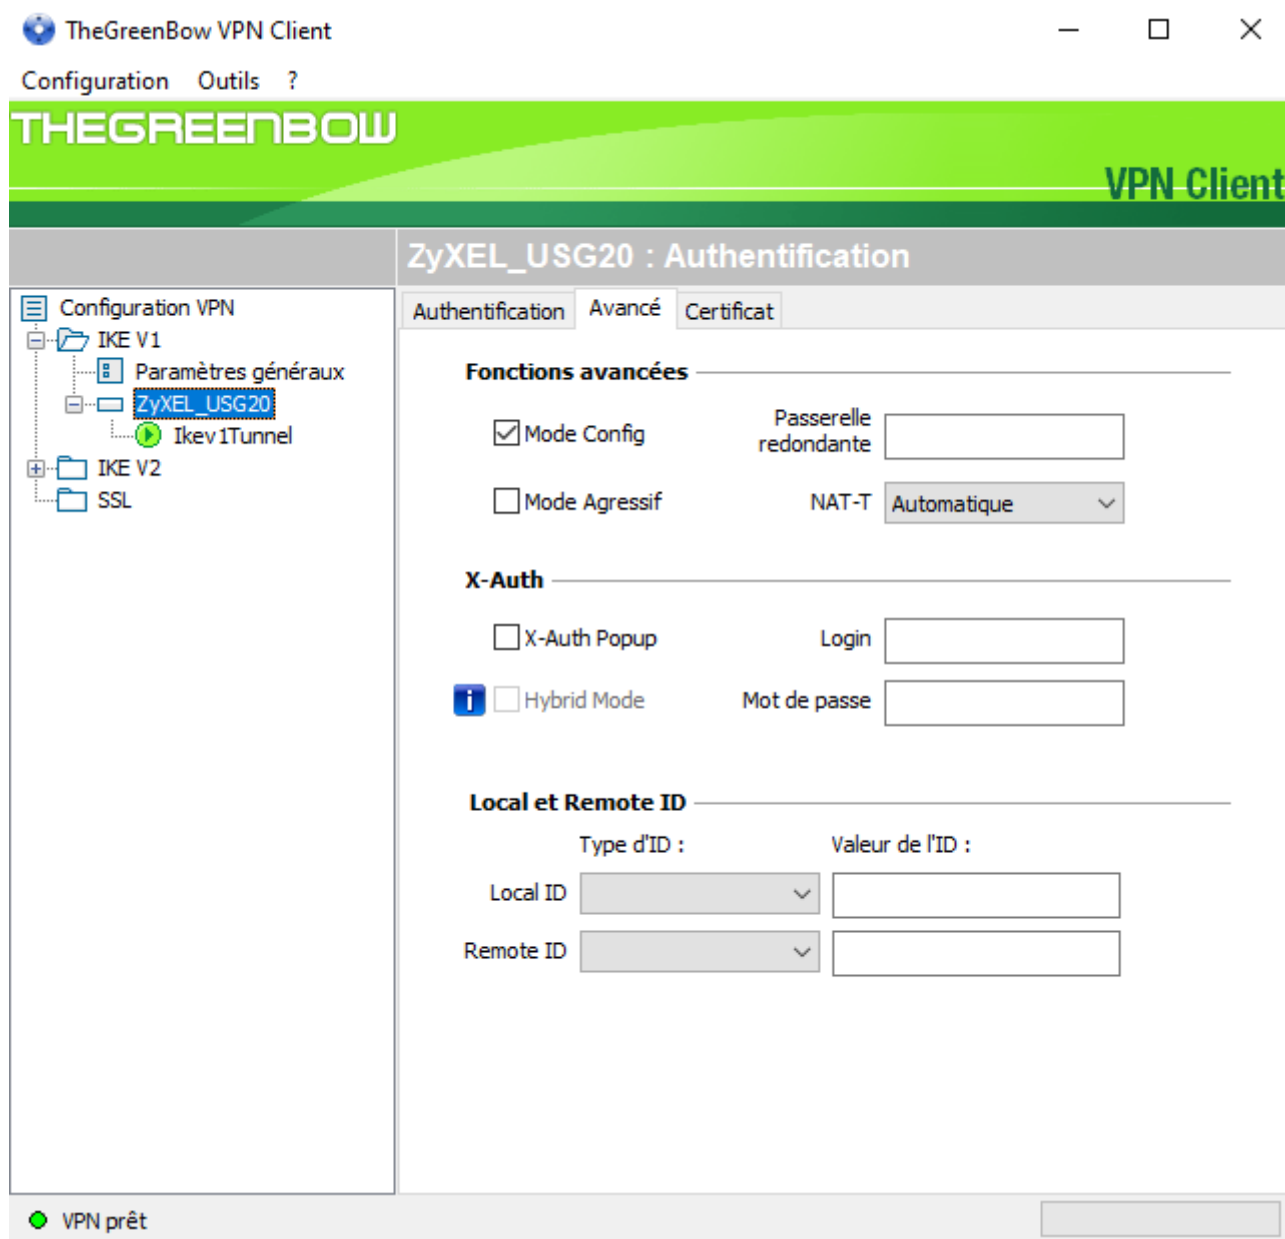 TheGreenBow VPN Client
Configuration Outils ?
THEGREENBOW
VPN Client
ZyXEL_USG20 : Authentification
Configuration VPN
IKE V1
Paramètres généraux
ZyXEL_USG20
Ikev1Tunnel
IKE V2
SSL
Authentification Avancé Certificat
Fonctions avancées
Mode Config
Passerelle
redondante
Mode Agressif
NAT-T Automatique
X-Auth
X-Auth Popup
Login
i Hybrid Mode
Mot de passe
Local et Remote ID
Type d'ID :
Valeur de l'ID :
Local ID
Remote ID
VPN prêt